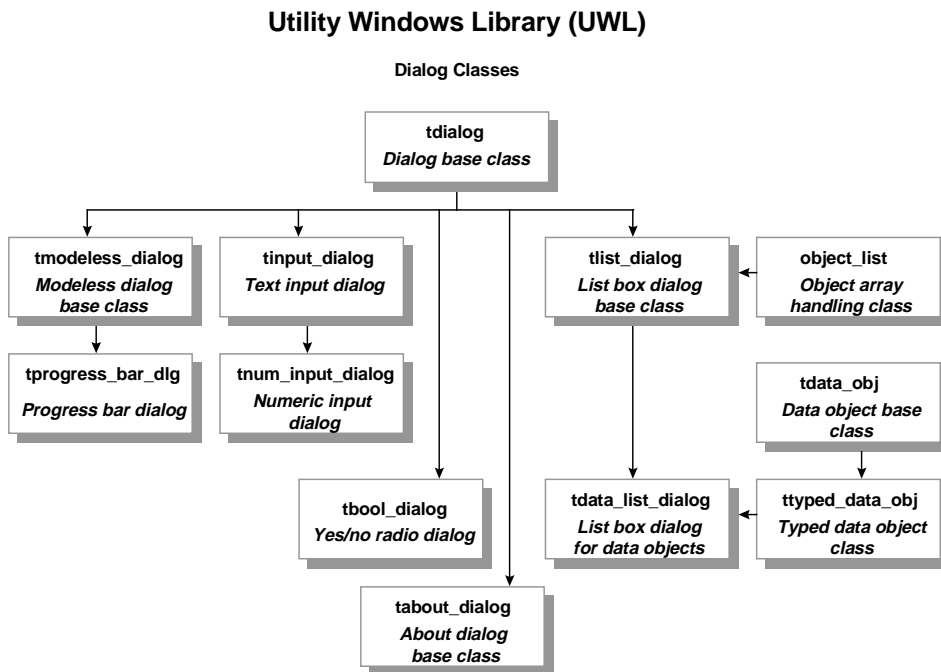 Utility Windows Library (UWL)
Dialog Classes
tdialog
Dialog base class
tmodeless_dialog
Modeless dialog
base class
tinput_dialog
Text input dialog
tlist_dialog
List box dialog
base class
object_list
Object array
handling class
tprogress_bar_dlg
Progress bar dialog
tnum_input_dialog
Numeric input
dialog
tdata_obj
Data object base
class
tbool_dialog
Yes/no radio dialog
tdata_list_dialog
List box dialog
for data objects
ttyped_data_obj
Typed data object
class
tabout_dialog
About dialog
base class